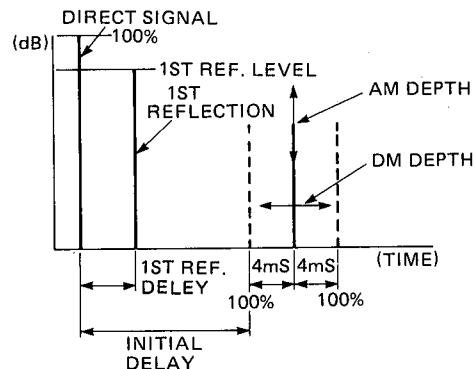 DIRECT SIGNAL
(dB)
100%
1ST REF. LEVEL
1ST
REFLECTION
AM DEPTH
DM DEPTH
(TIME)
1ST REF.
DELEY
4mS
4mS
100%
100%
INITIAL
DELAY